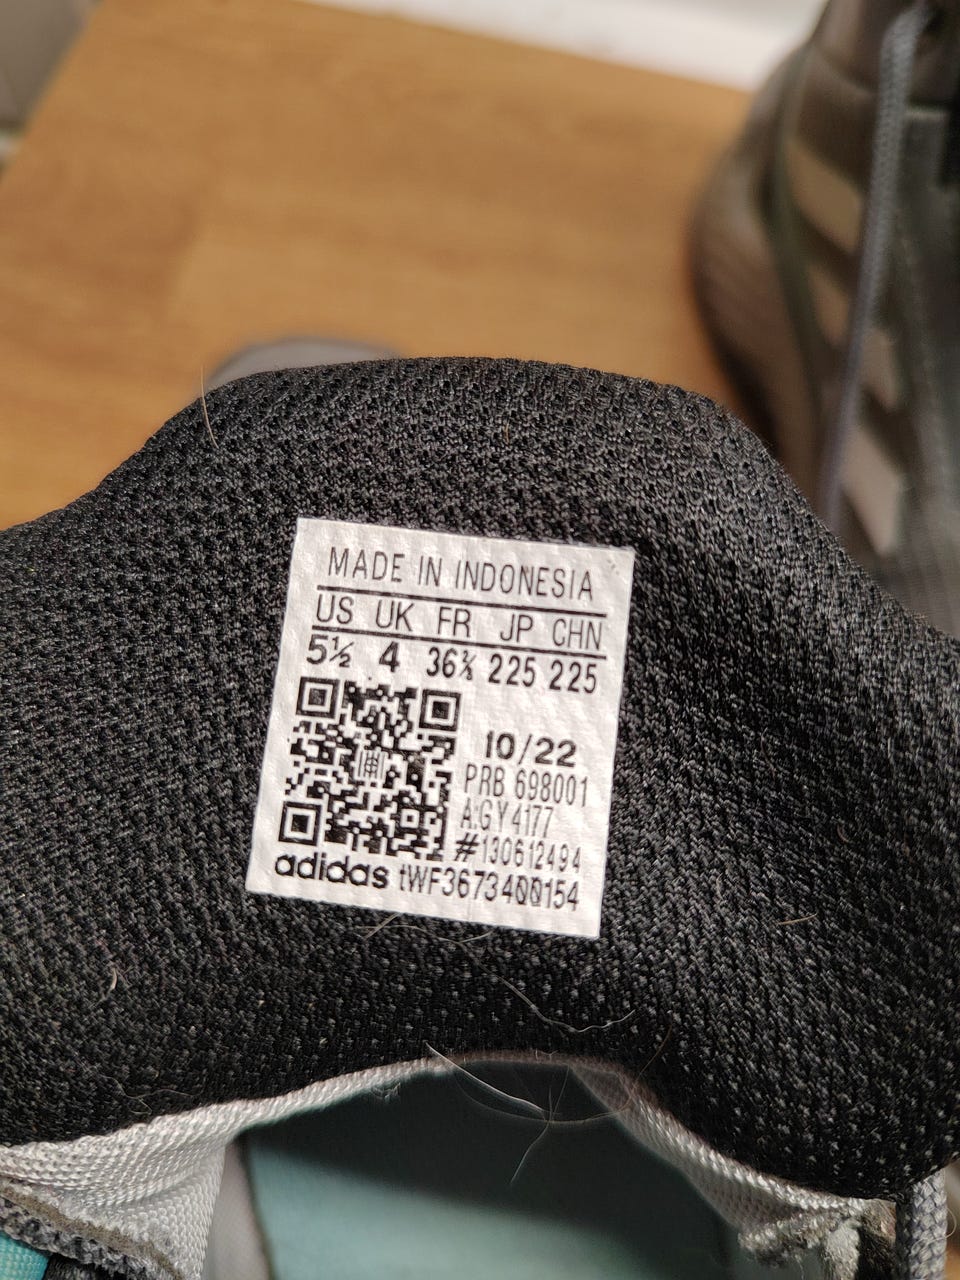 MADE IN INDONESIA
US UK FR JP CHN
5½ 4 36⅔ 225 225
10/22
PRB 698001
A:GY4177
#130612494
adidas tWF3673400154